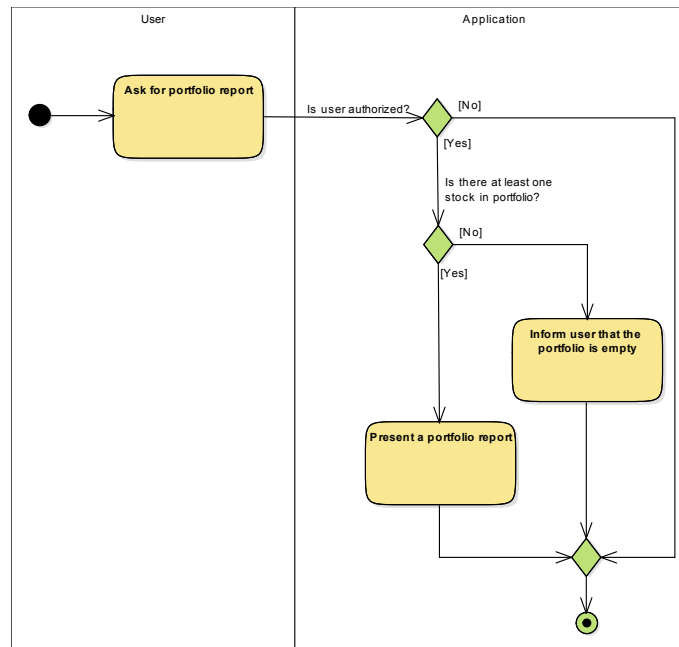 User
Application
Ask for portfolio report
Is user authorized?
[No]
[Yes]
Is there at least one
stock in portfolio?
[No]
[Yes]
Inform user that the
portfolio is empty
Present a portfolio report